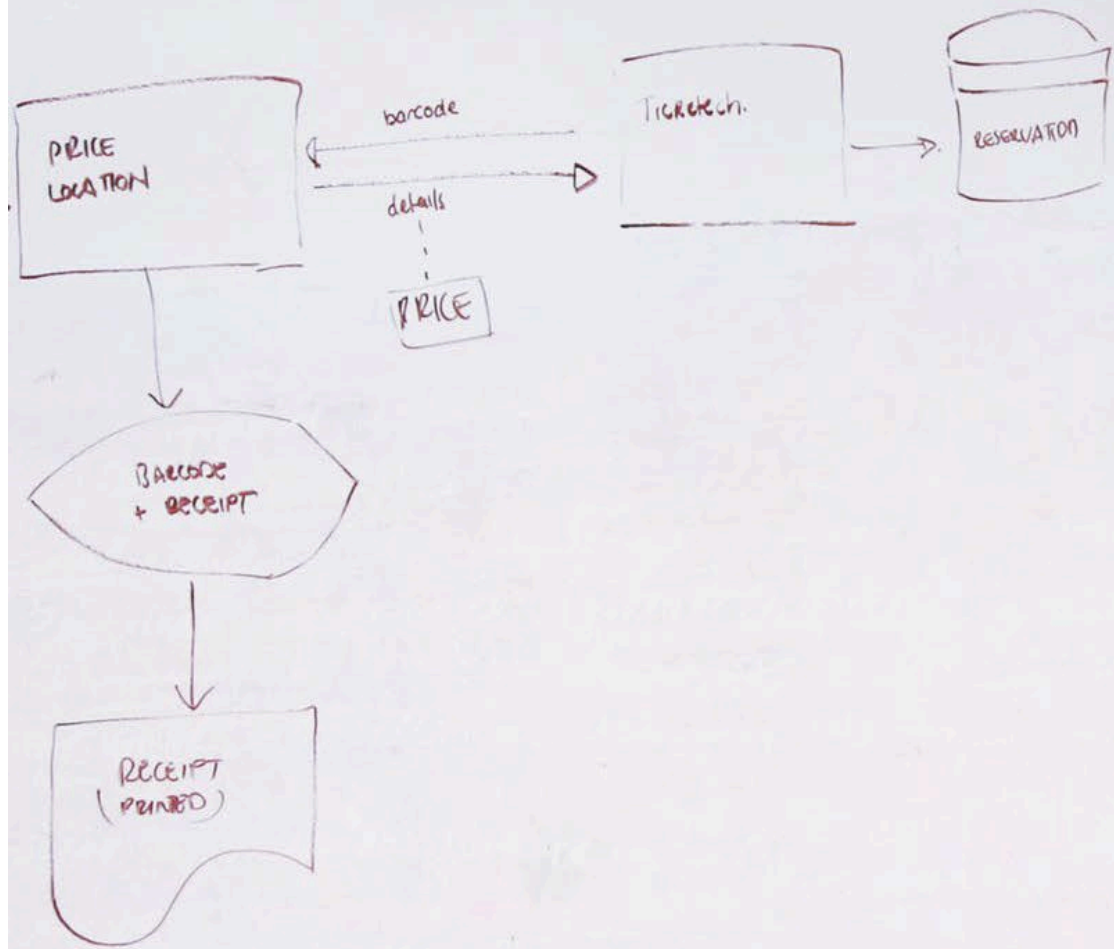 PRICE
LOCATION
barcode
details
PRICE
Ticketech.
RESERVATION
BARCODE
+ RECEIPT
RECEIPT
(PRINTED)